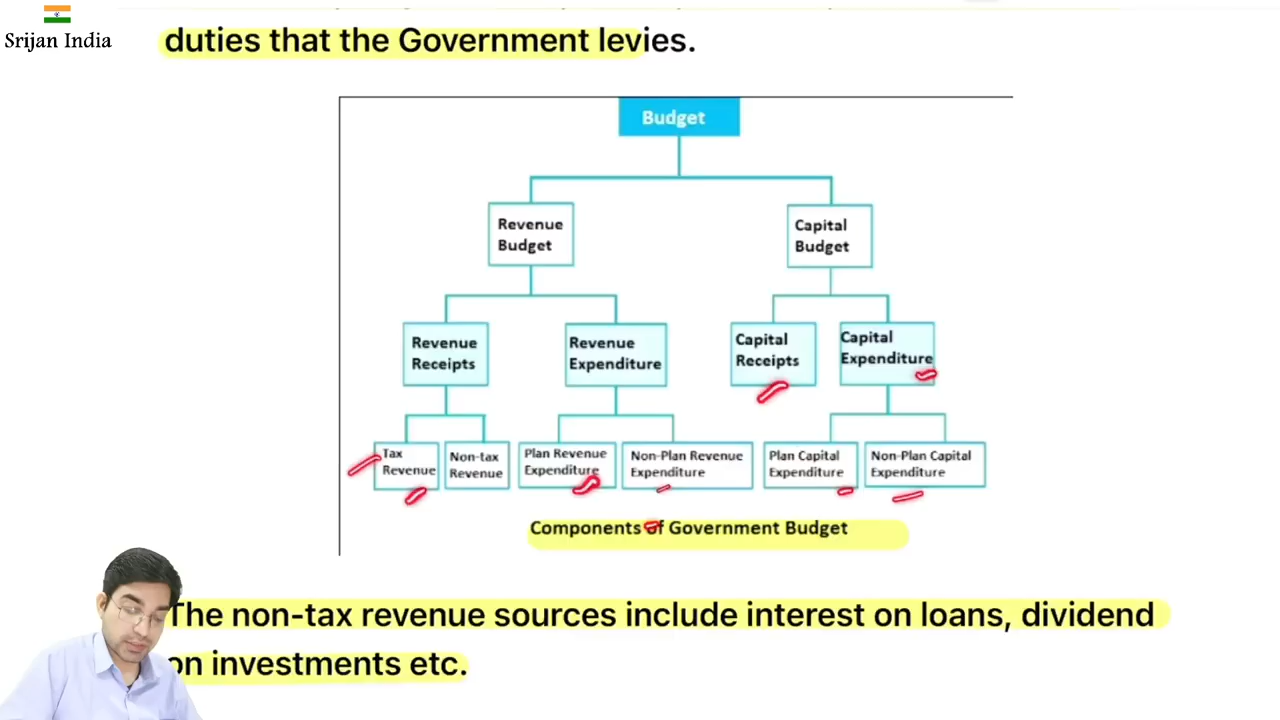 Srijan India
duties that the Government levies.
Budget
Revenue
Budget
Capital
Budget
Revenue
Receipts
Revenue
Expenditure
Capital
Receipts
Capital
Expenditure
Tax
Revenue
Non-tax
Revenue
Plan Revenue
Expenditure
Non-Plan Revenue
Expenditure
Plan Capital
Expenditure
Non-Plan Capital
Expenditure
Components of Government Budget
The non-tax revenue sources include interest on loans, dividend
on investments etc.